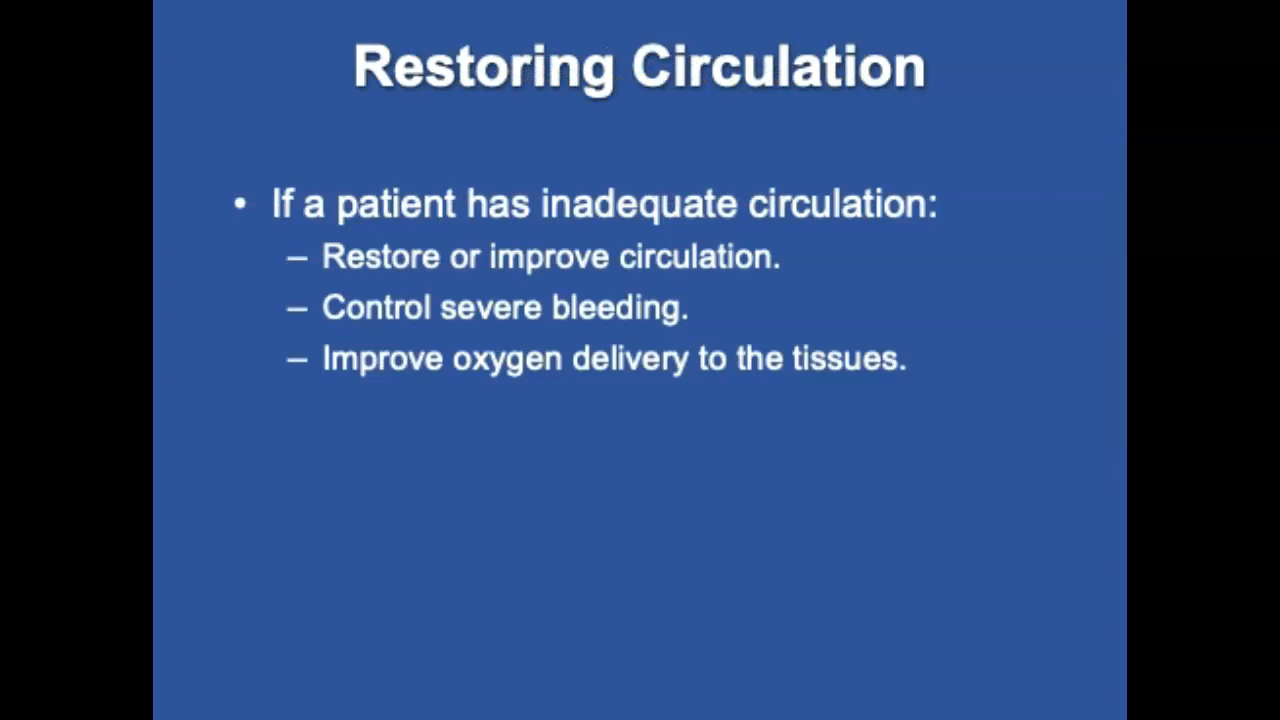 Restoring Circulation
• If a patient has inadequate circulation:
– Restore or improve circulation.
– Control severe bleeding.
– Improve oxygen delivery to the tissues.